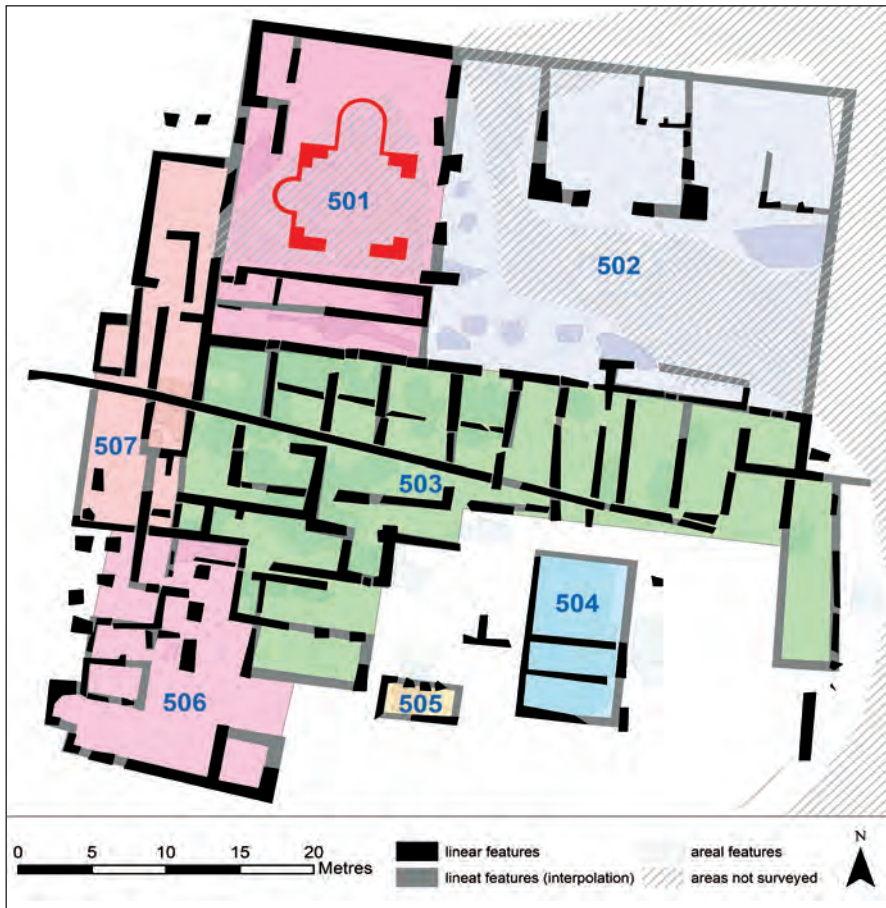 501
502
503
507
504
505
506
0 5 10 15 20
Metres
linear features
lineat features (interpolation)
areal features
areas not surveyed
N